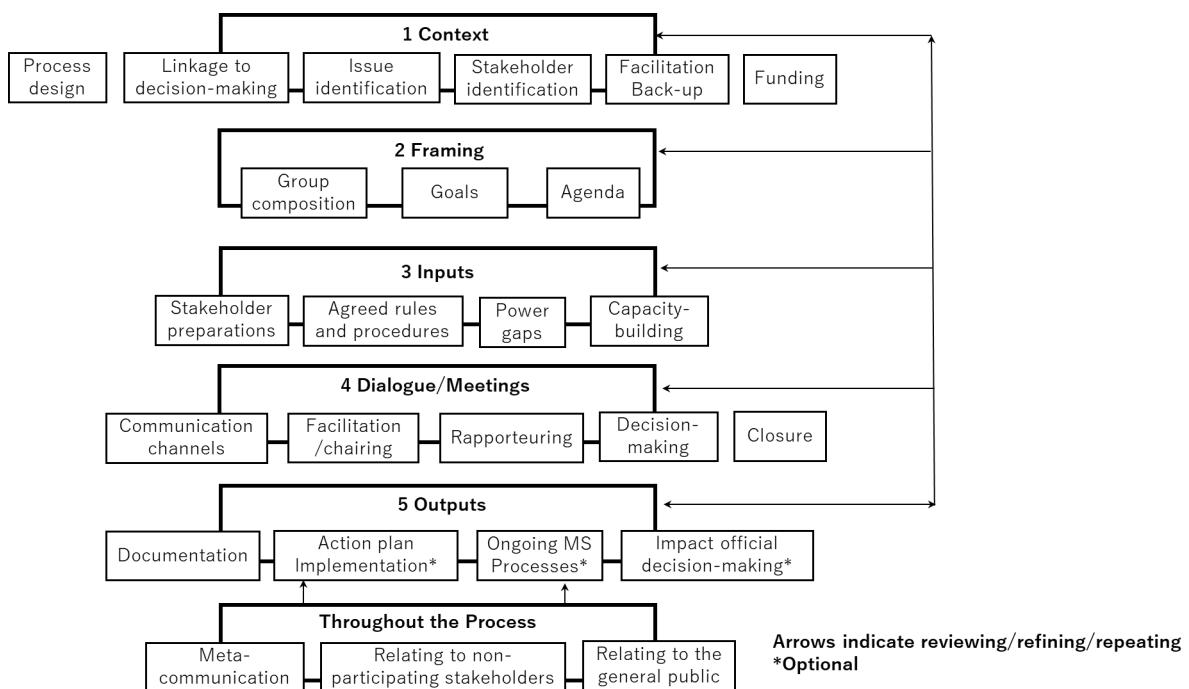 1 Context
Process
design
Linkage to
decision-making
Issue
identification
Stakeholder
identification
Facilitation
Back-up
Funding
2 Framing
Group
composition
Goals
Agenda
3 Inputs
Stakeholder
preparations
Agreed rules
and procedures
Power
gaps
Capacity-
building
4 Dialogue/Meetings
Communication
channels
Facilitation
/chairing
Rapporteuring
Decision-
making
Closure
5 Outputs
Documentation
Action plan
Implementation*
Ongoing MS
Processes*
Impact official
decision-making*
Throughout the Process
Meta-
communication
Relating to non-
participating stakeholders
Relating to the
general public
Arrows indicate reviewing/refining/repeating
*Optional